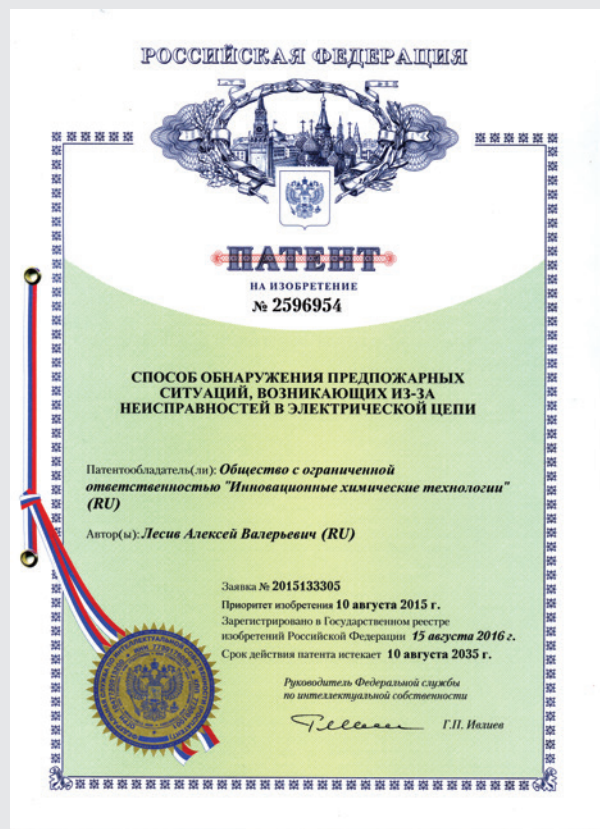 РОССИЙСКАЯ ФЕДЕРАЦИЯ
ПАТЕНТ
НА ИЗОБРЕТЕНИЕ
№ 2596954
СПОСОБ ОБНАРУЖЕНИЯ ПРЕДПОЖАРНЫХ
СИТУАЦИЙ, ВОЗНИКАЮЩИХ ИЗ-ЗА
НЕИСПРАВНОСТЕЙ В ЭЛЕКТРИЧЕСКОЙ ЦЕПИ
Патентообладатель(ли): Общество с ограниченной
ответственностью "Инновационные химические технологии"
(RU)
Автор(ы): Лесив Алексей Валерьевич (RU)
Заявка № 2015133305
Приоритет изобретения 10 августа 2015 г.
Зарегистрировано в Государственном реестре
изобретений Российской Федерации 15 августа 2016 г.
Срок действия патента истекает 10 августа 2035 г.
Руководитель Федеральной службы
по интеллектуальной собственности
Г.П. Ивлиев